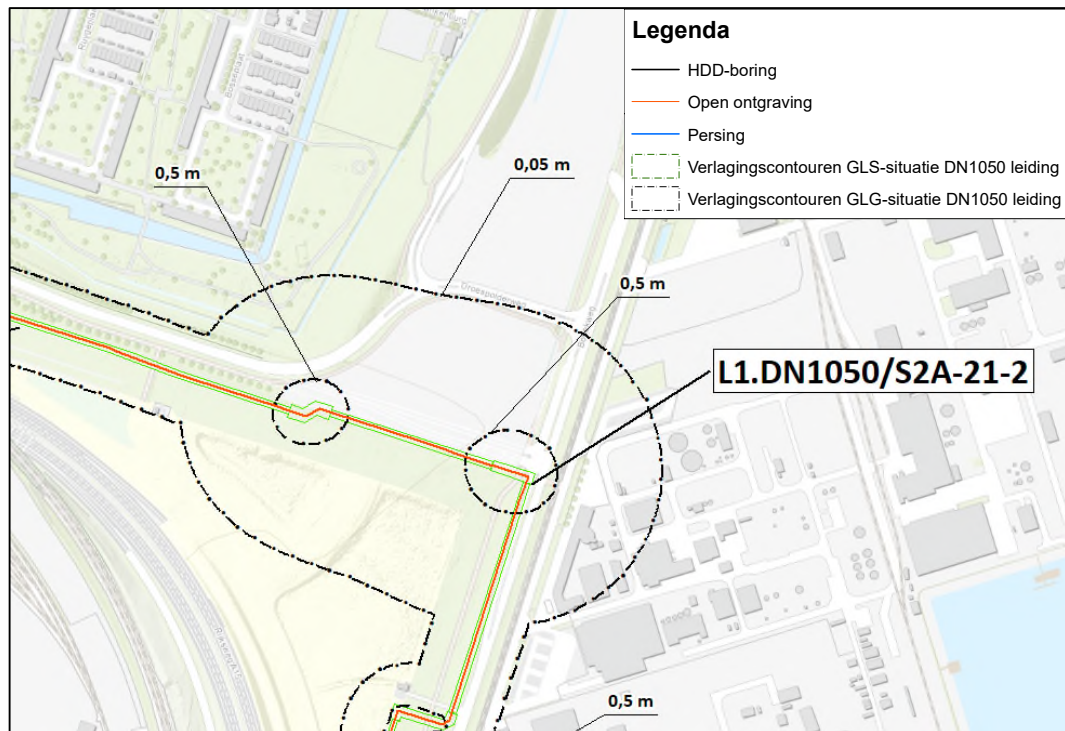 Legenda
HDD-boring
Open ontgraving
Persing
Verlagingscontouren GLS-situatie DN1050 leiding
Verlagingscontouren GLG-situatie DN1050 leiding
0,5 m
0,05 m
Droespolderweg
0,5 m
L1.DN1050/S2A-21-2
0,5 m